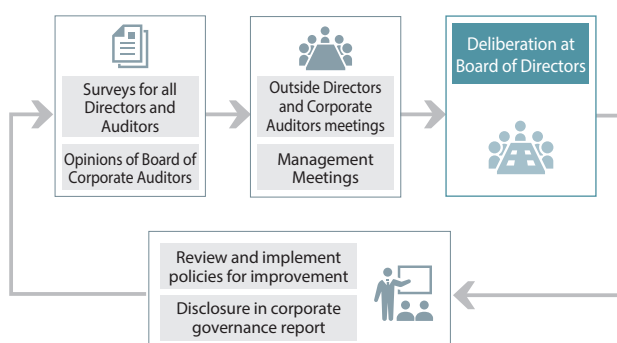 Surveys for all
Directors and
Auditors
Opinions of Board of
Corporate Auditors
Outside Directors
and Corporate
Auditors meetings
Management
Meetings
Deliberation at
Board of Directors
Review and implement
policies for improvement
Disclosure in corporate
governance report